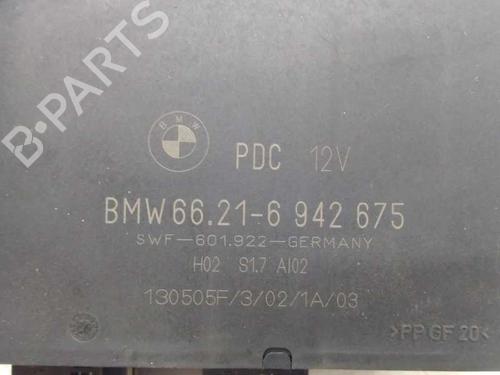 BMW
PDC 12V
BMW 66.21-6 942 675
SWF-601.922-GERMANY
H02 S1.7 AI02
130505F/3/02/1A/03
>PP GF 20<
B-PARTS